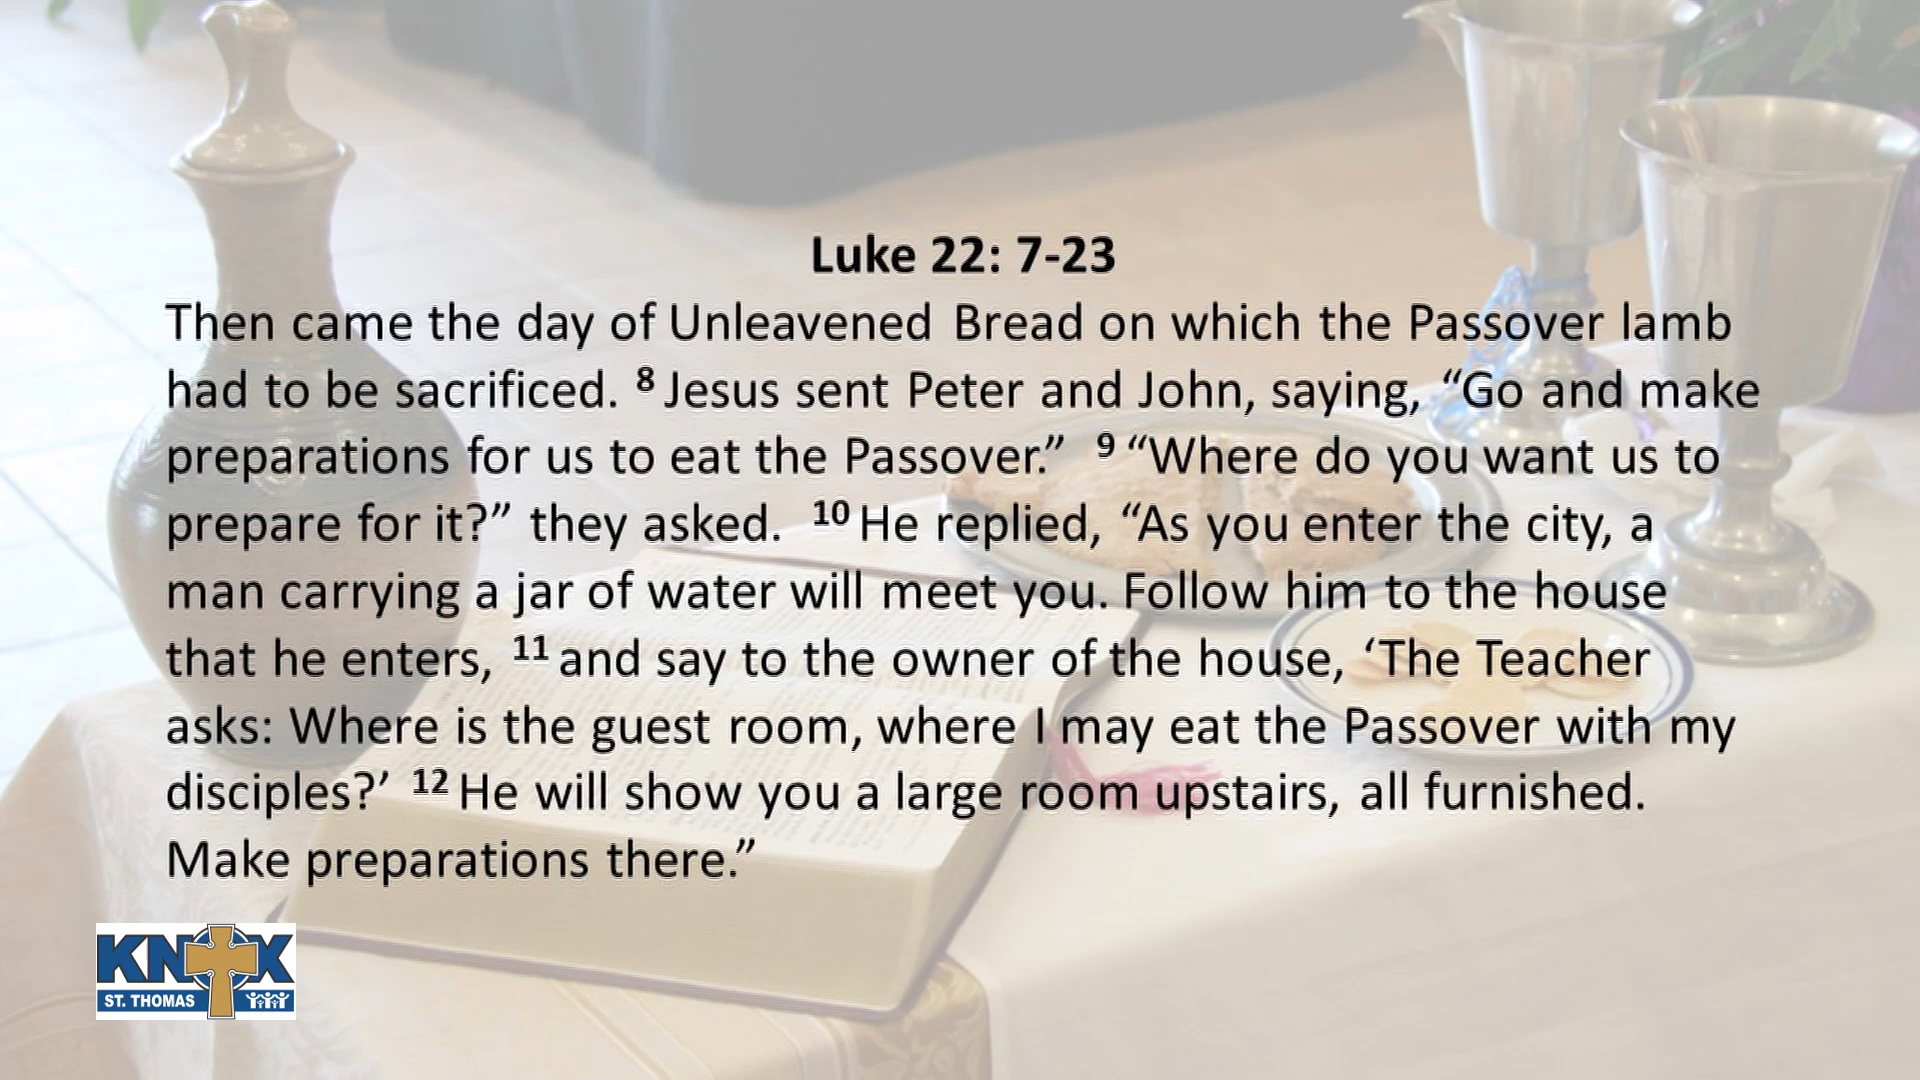 Luke 22: 7-23
Then came the day of Unleavened Bread on which the Passover lamb
had to be sacrificed. 8 Jesus sent Peter and John, saying, “Go and make
preparations for us to eat the Passover.” 9 “Where do you want us to
prepare for it?” they asked. 10 He replied, “As you enter the city, a
man carrying a jar of water will meet you. Follow him to the house
that he enters, 11 and say to the owner of the house, ‘The Teacher
asks: Where is the guest room, where I may eat the Passover with my
disciples?’ 12 He will show you a large room upstairs, all furnished.
Make preparations there.”
KNOX
ST. THOMAS